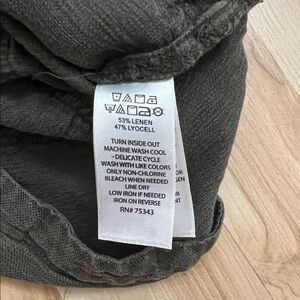 53% LENEN
47% LYOCELL
TURN INSIDE OUT
MACHINE WASH COOL
- DELICATE CYCLE
WASH WITH LIKE COLORS
ONLY NON-CHLORINE
BLEACH WHEN NEEDED
LINE DRY
LOW IRON IF NEEDED
IRON ON REVERSE
RN# 75343